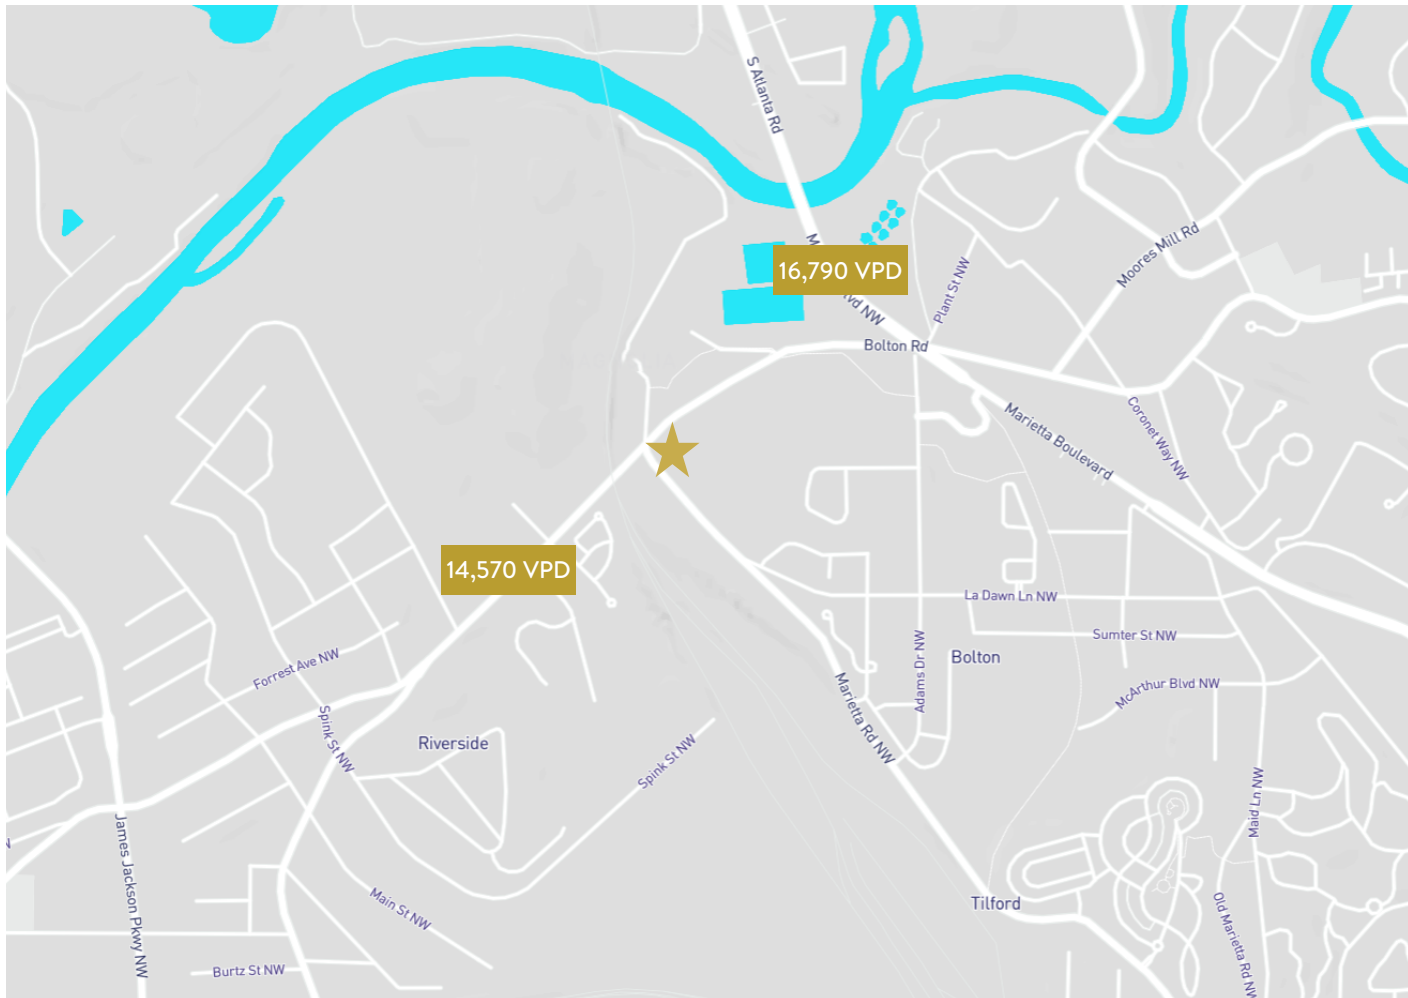 S Atlanta Rd
Moores Mill Rd
M
16,790 VPD
lvd NW
Plant St NW
Bolton Rd
Coronet Way NW
Marietta Boulevard
14,570 VPD
La Dawn Ln NW
Sumter St NW
Adams Dr NW
Bolton
McArthur Blvd NW
Forrest Ave NW
Marietta Rd NW
Spink St NW
Riverside
Spink St NW
Maid Ln NW
James Jackson Pkwy NW
Main St NW
Tilford
Old Marietta Rd NW
Burtz St NW